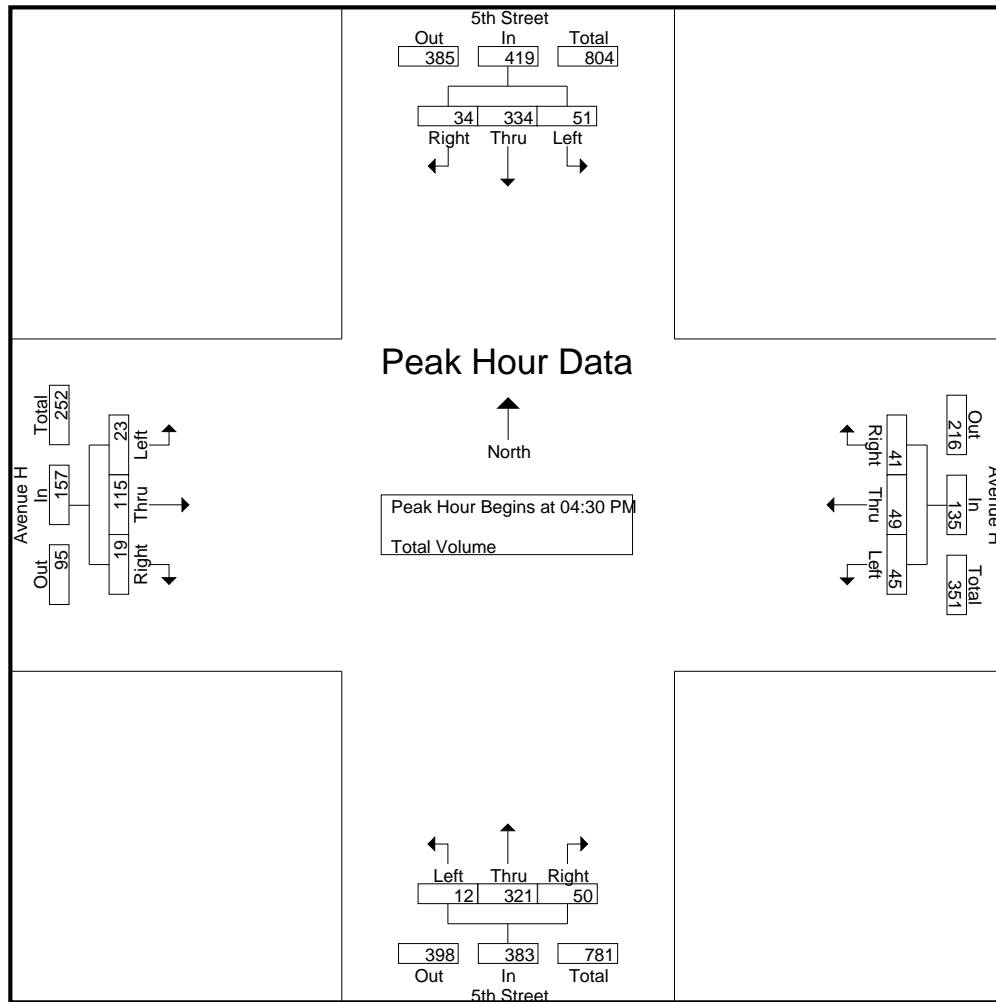 5th Street
Out In Total
385 419 804
34 334 51
Right Thru Left
Peak Hour Data
North
Peak Hour Begins at 04:30 PM
Total Volume
Avenue H
Total In Out
252 157 95
23 115 19
Left Thru Right
Right Thru Left
41 49 45
216 135 351
Out In Total
Avenue H
Left Thru Right
12 321 50
398 383 781
Out In Total
5th Street